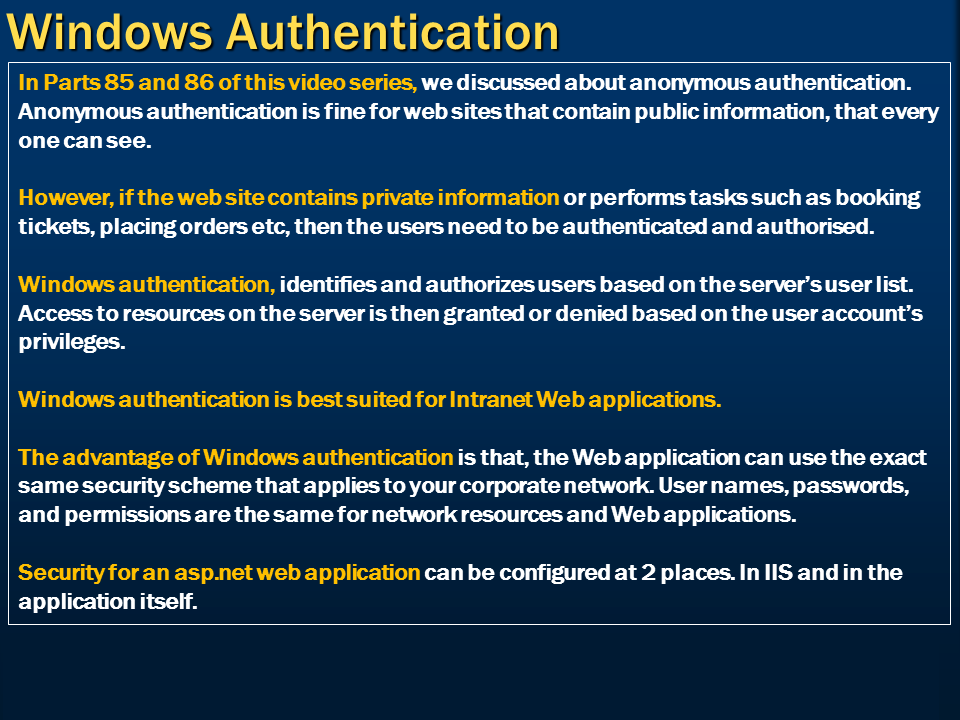 Windows Authentication
In Parts 85 and 86 of this video series, we discussed about anonymous authentication.
Anonymous authentication is fine for web sites that contain public information, that every
one can see.
However, if the web site contains private information or performs tasks such as booking
tickets, placing orders etc, then the users need to be authenticated and authorised.
Windows authentication, identifies and authorizes users based on the server's user list.
Access to resources on the server is then granted or denied based on the user account's
privileges.
Windows authentication is best suited for Intranet Web applications.
The advantage of Windows authentication is that, the Web application can use the exact
same security scheme that applies to your corporate network. User names, passwords,
and permissions are the same for network resources and Web applications.
Security for an asp.net web application can be configured at 2 places. In IIS and in the
application itself.